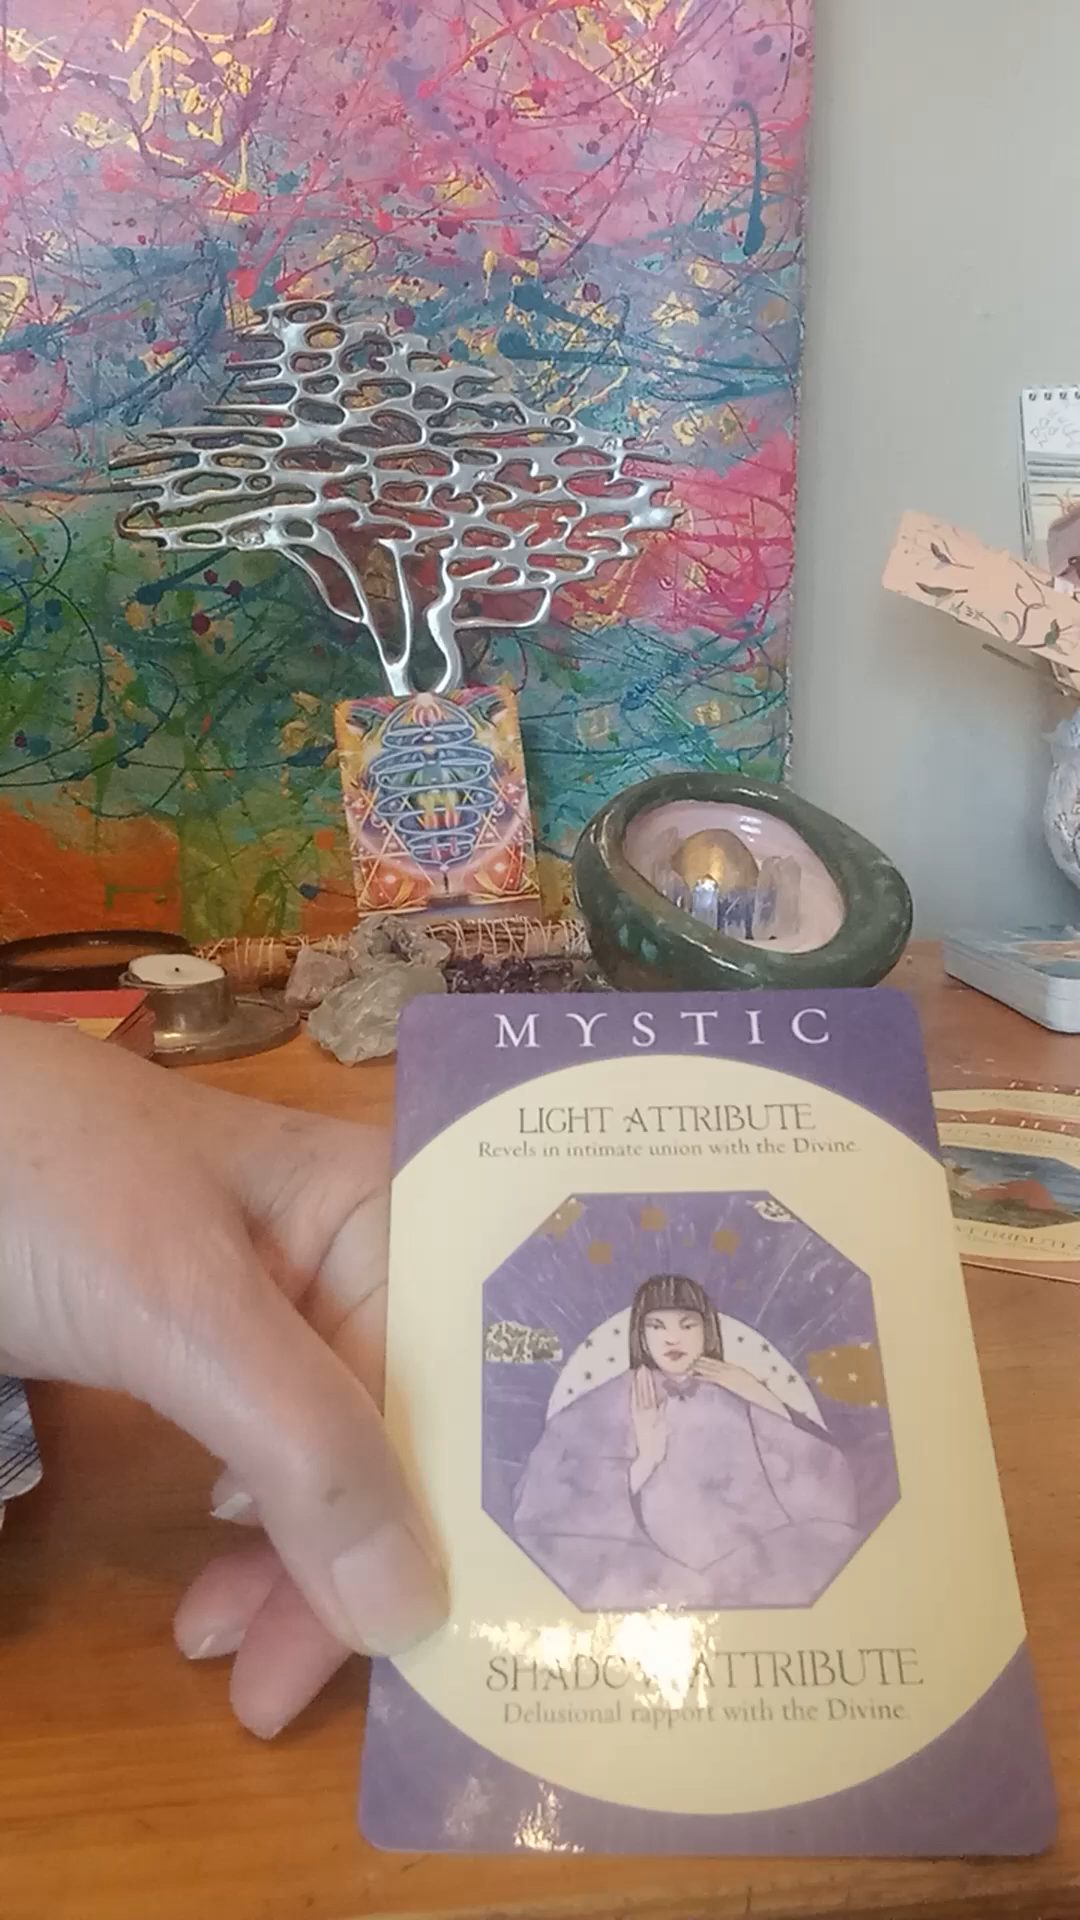 MYSTIC
LIGHT ATTRIBUTE
Revels in intimate union with the Divine.
SHADOW ATTRIBUTE
Delusional rapport with the Divine.